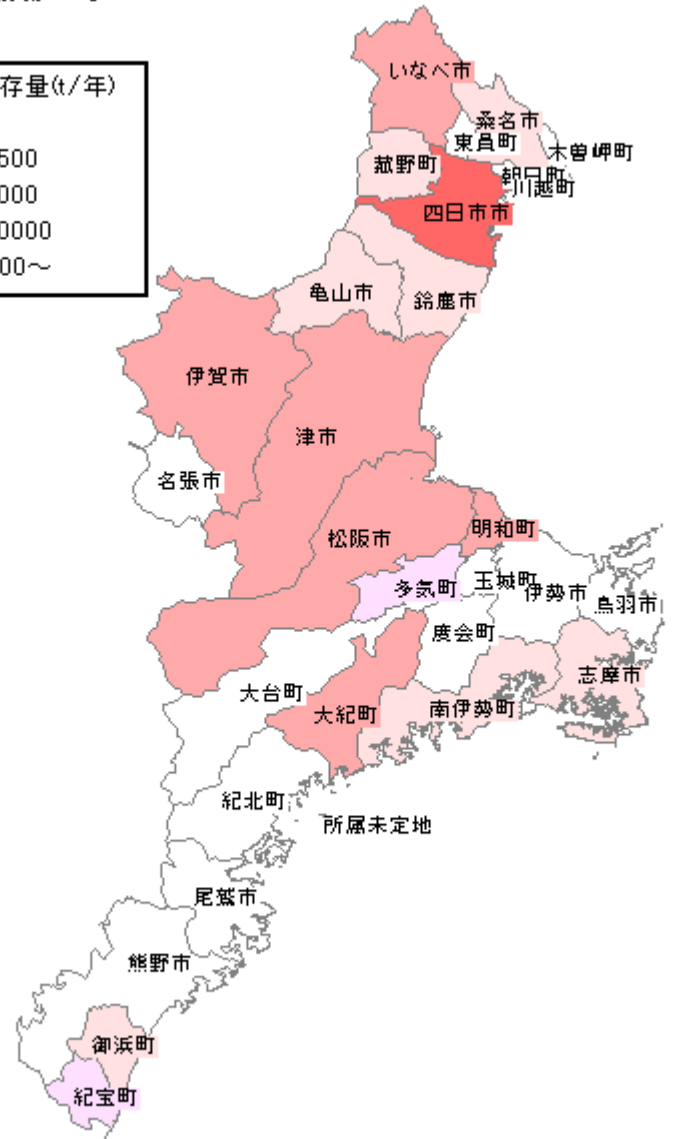 存量(t/年)
500
000
0000
00～
いなべ市
桑名市
東員町
木曽岬町
菰野町
朝日町
川越町
四日市市
亀山市
鈴鹿市
伊賀市
津市
名張市
松阪市
明和町
多気町
玉城町
伊勢市
鳥羽市
度会町
志摩市
大台町
大紀町
南伊勢町
紀北町
所属未定地
尾鷲市
熊野市
御浜町
紀宝町